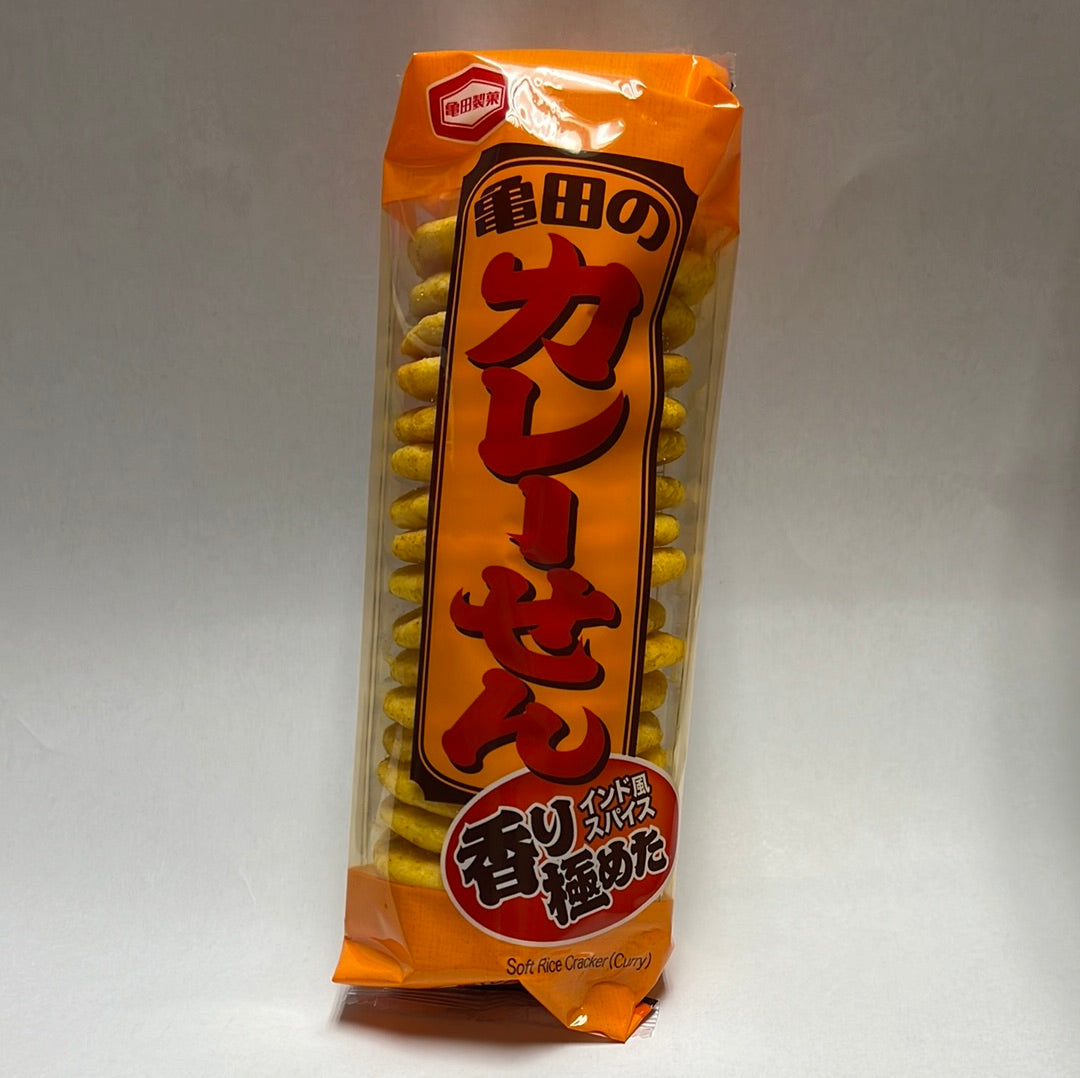 亀田製菓
亀田の
カレーせん
インド風
スパイス
香り
極めた
Soft Rice Cracker (Curry)